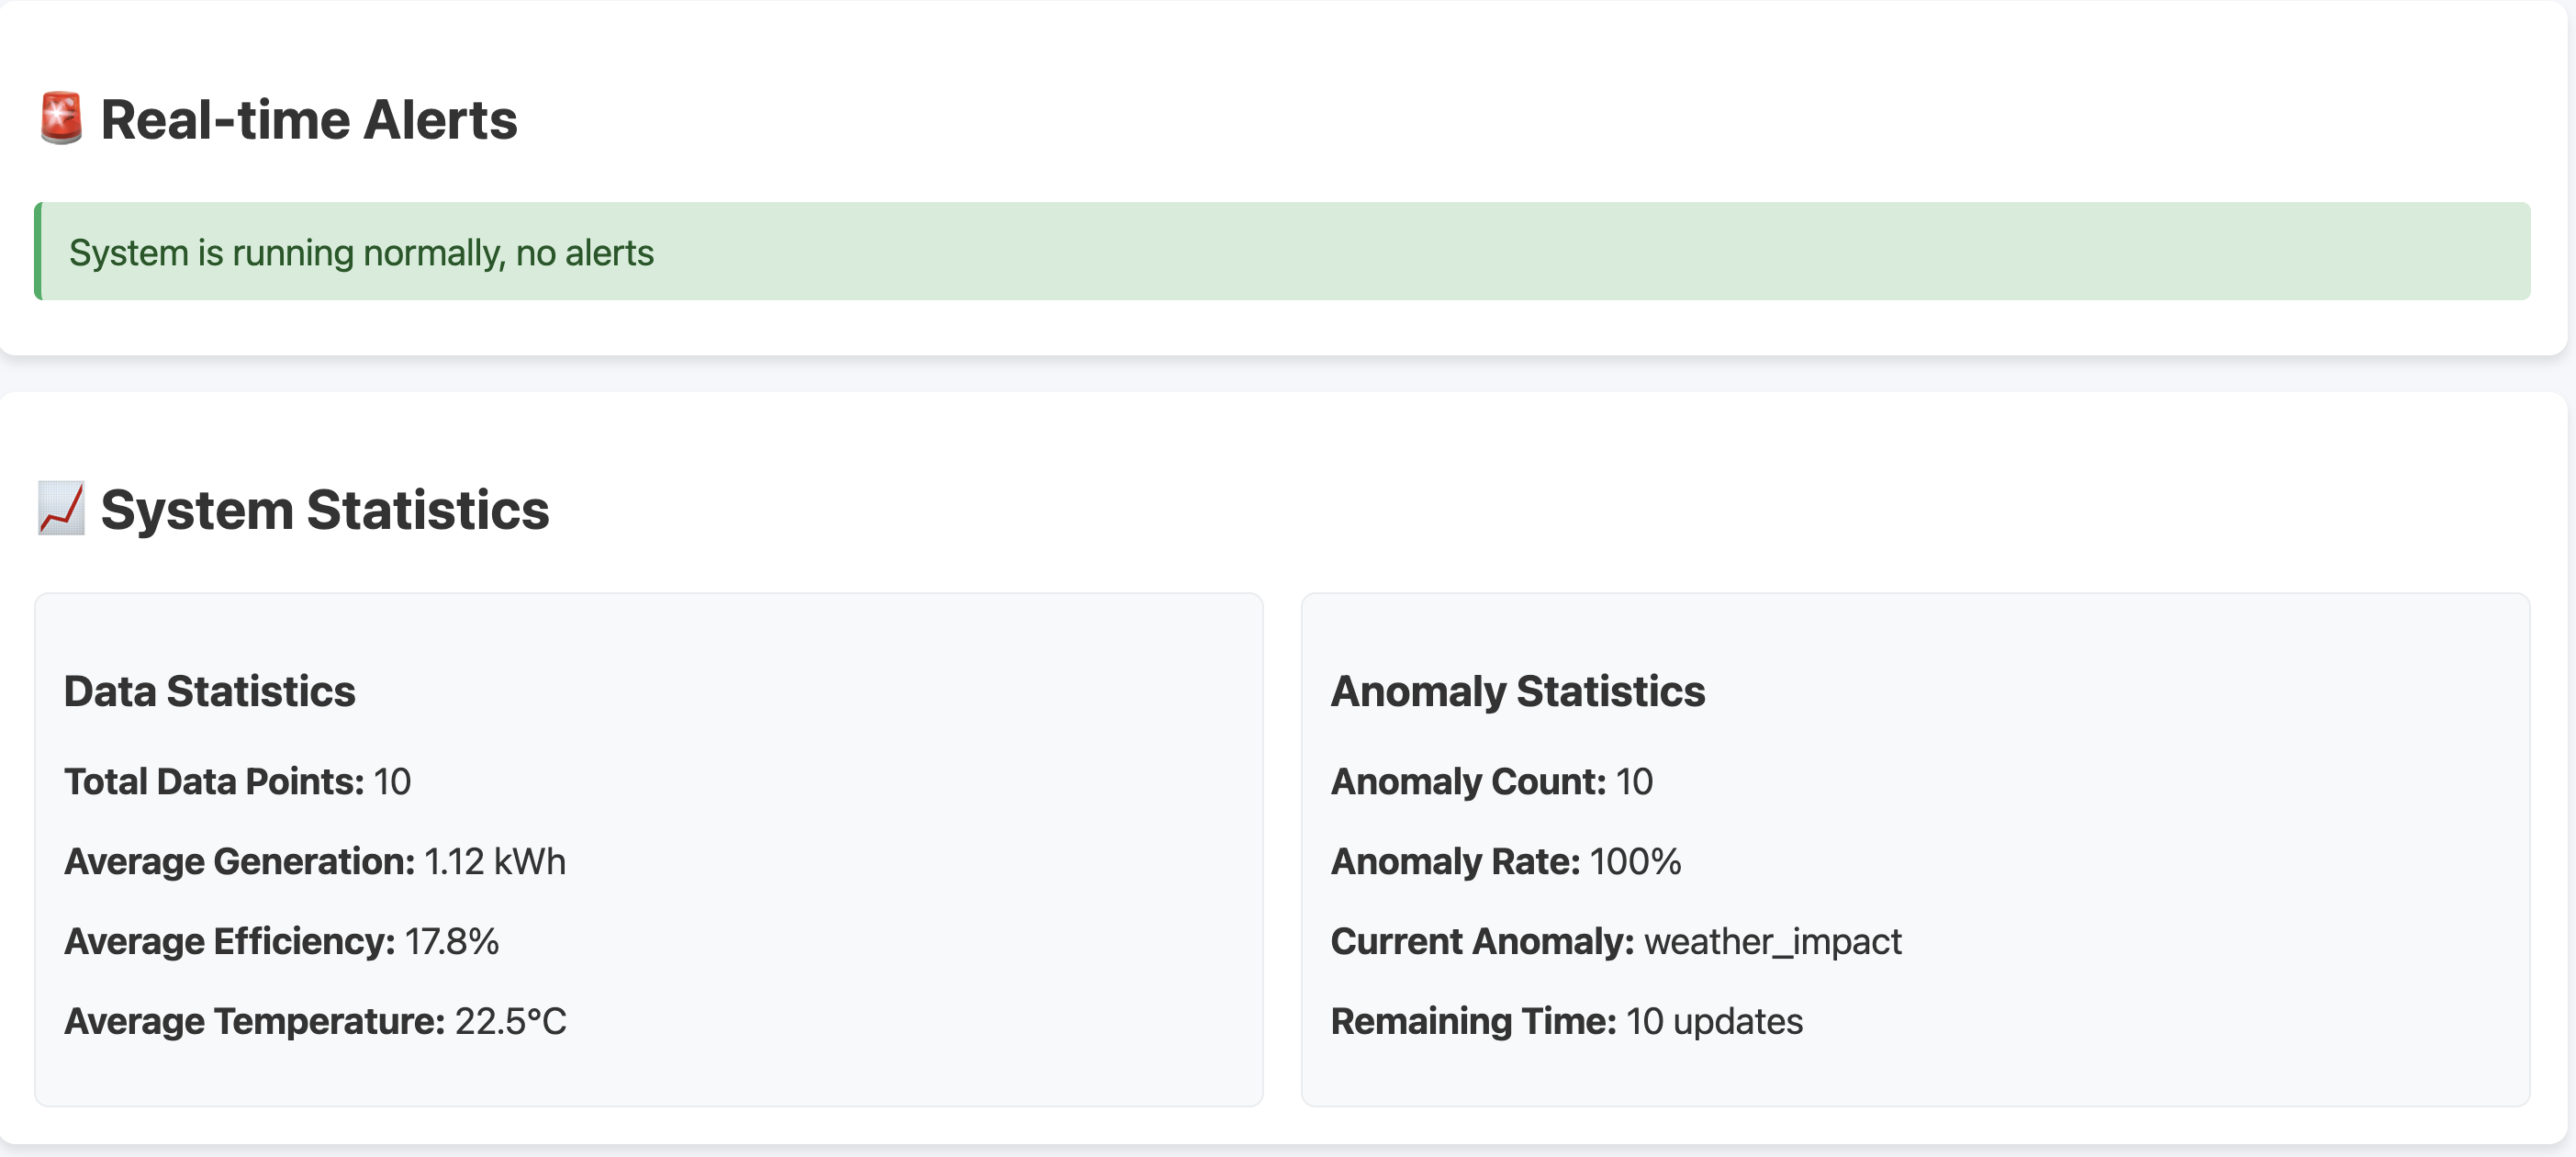 Real-time Alerts
System is running normally, no alerts
System Statistics
Data Statistics
Total Data Points: 10
Average Generation: 1.12 kWh
Average Efficiency: 17.8%
Average Temperature: 22.5°C
Anomaly Statistics
Anomaly Count: 10
Anomaly Rate: 100%
Current Anomaly: weather_impact
Remaining Time: 10 updates